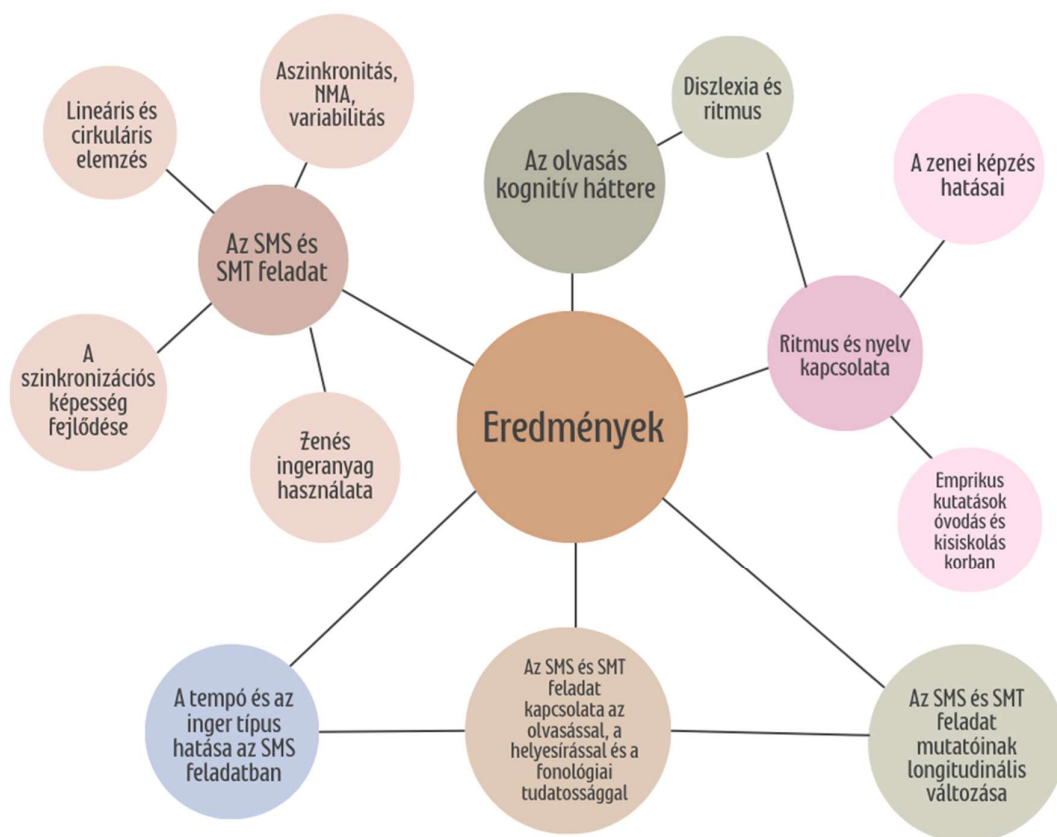 Lineáris és
cirkuláris
elemzés
Aszinkronitás,
NMA,
variabilitás
Az SMS és
SMT feladat
A
szinkronizációs
képesség
fejlődése
Zenés
ingeranyag
használata
Az olvasás
kognitív háttere
Diszlexia és
ritmus
A zenei képzés
hatásai
Ritmus és nyelv
kapcsolata
Emprikus
kutatások
óvodás és
kisiskolás
korban
Eredmények
A tempó és az
inger típus
hatása az SMS
feladatban
Az SMS és SMT
feladat
kapcsolata az
olvasással, a
helyesírással és a
fonológiai
tudatossággal
Az SMS és SMT
feladat
mutatóinak
longitudinális
változása